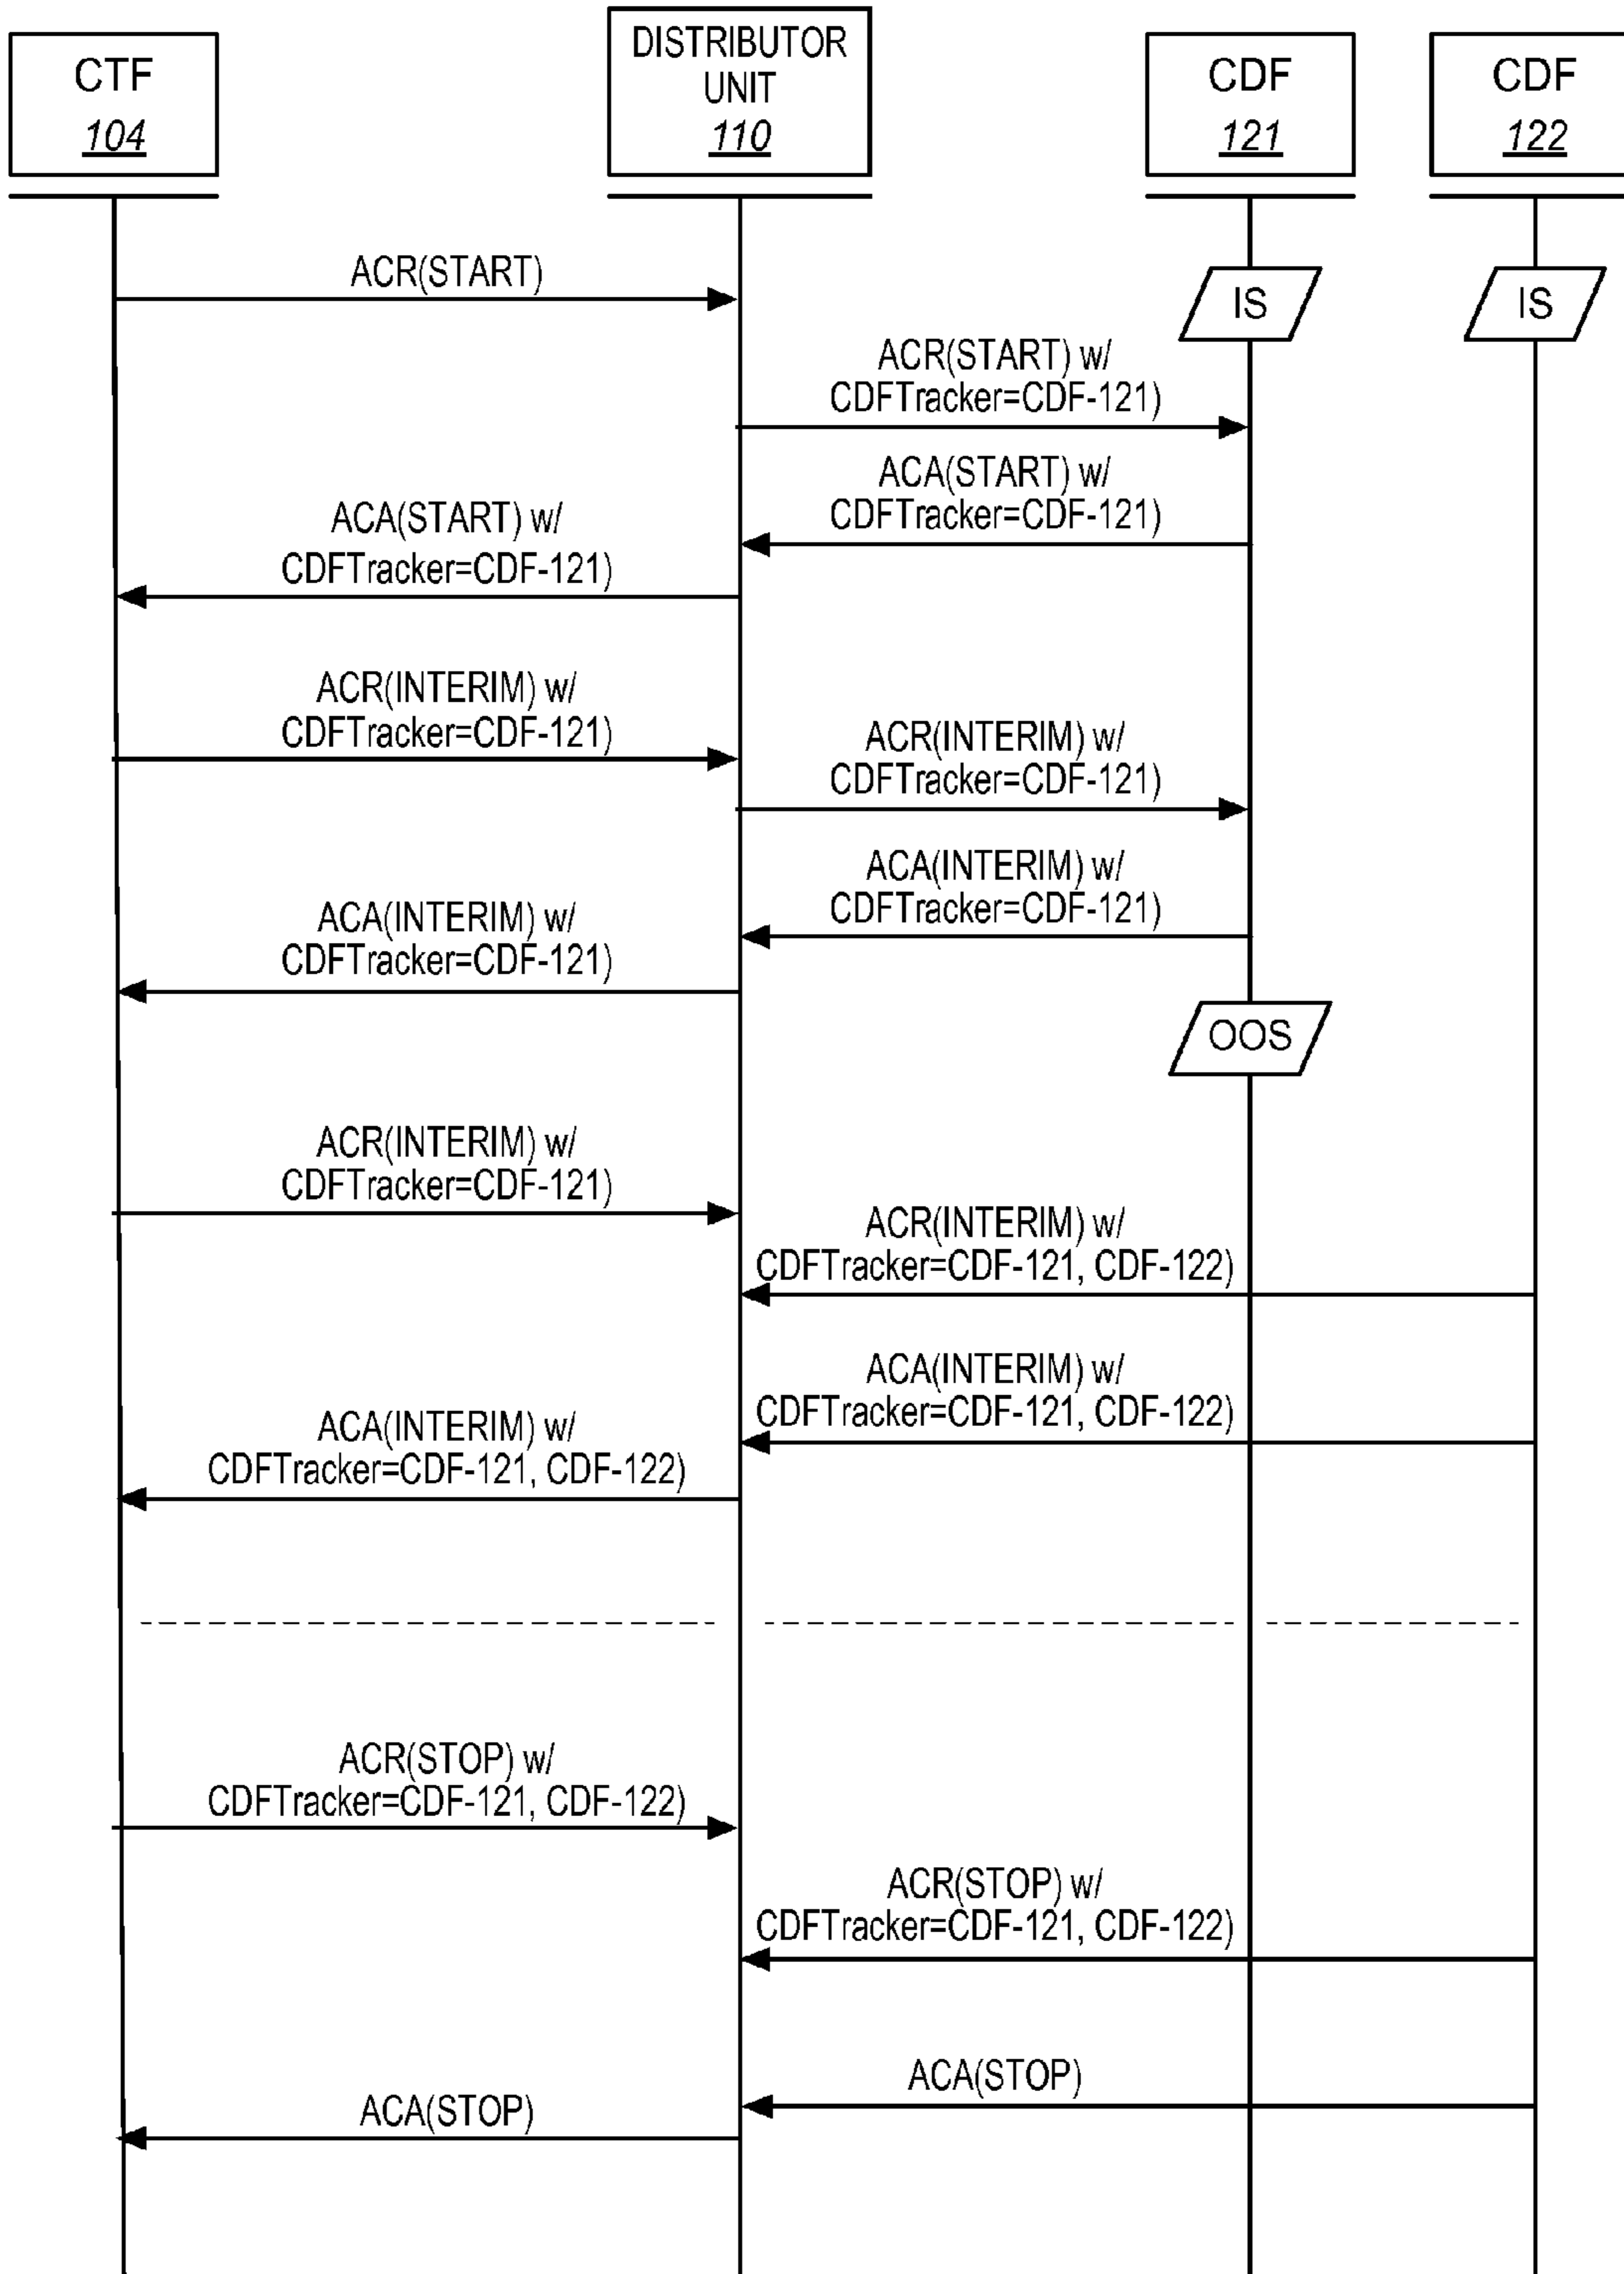 CTF
104
DISTRIBUTOR
UNIT
110
CDF
121
CDF
122
ACR(START)
IS
IS
ACR(START) w/
CDFTracker=CDF-121)
ACA(START) w/
CDFTracker=CDF-121)
ACA(START) w/
CDFTracker=CDF-121)
ACR(INTERIM) w/
CDFTracker=CDF-121)
ACR(INTERIM) w/
CDFTracker=CDF-121)
ACA(INTERIM) w/
CDFTracker=CDF-121)
ACA(INTERIM) w/
CDFTracker=CDF-121)
OOS
ACR(INTERIM) w/
CDFTracker=CDF-121)
ACR(INTERIM) w/
CDFTracker=CDF-121, CDF-122)
ACA(INTERIM) w/
CDFTracker=CDF-121, CDF-122)
ACA(INTERIM) w/
CDFTracker=CDF-121, CDF-122)
ACR(STOP) w/
CDFTracker=CDF-121, CDF-122)
ACR(STOP) w/
CDFTracker=CDF-121, CDF-122)
ACA(STOP)
ACA(STOP)